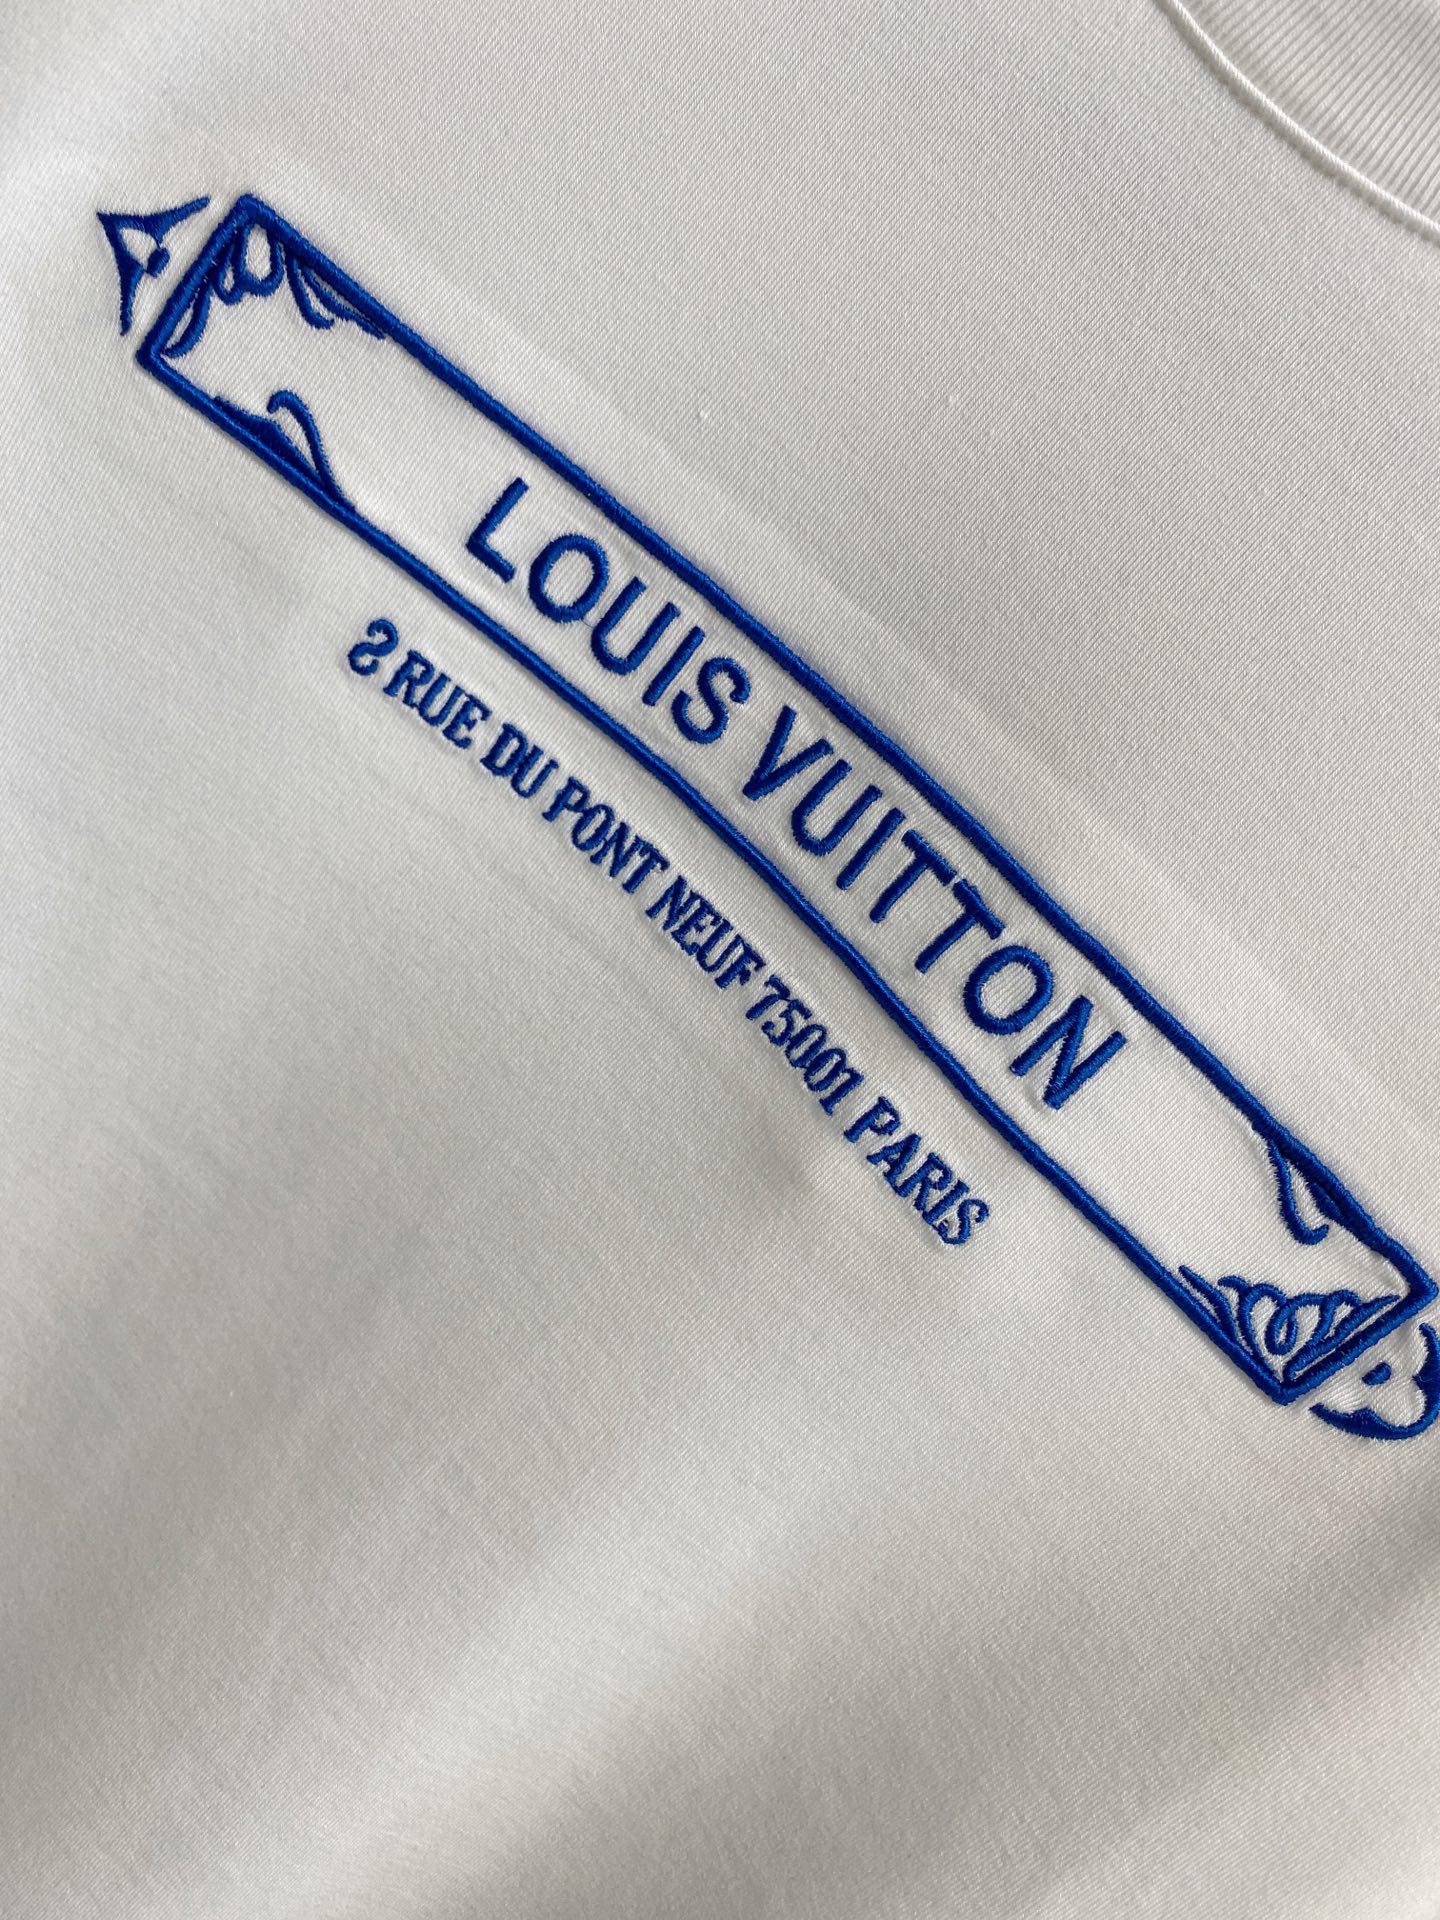 LOUIS VUITTON
2 RUE DU PONT NEUF 75001 PARIS